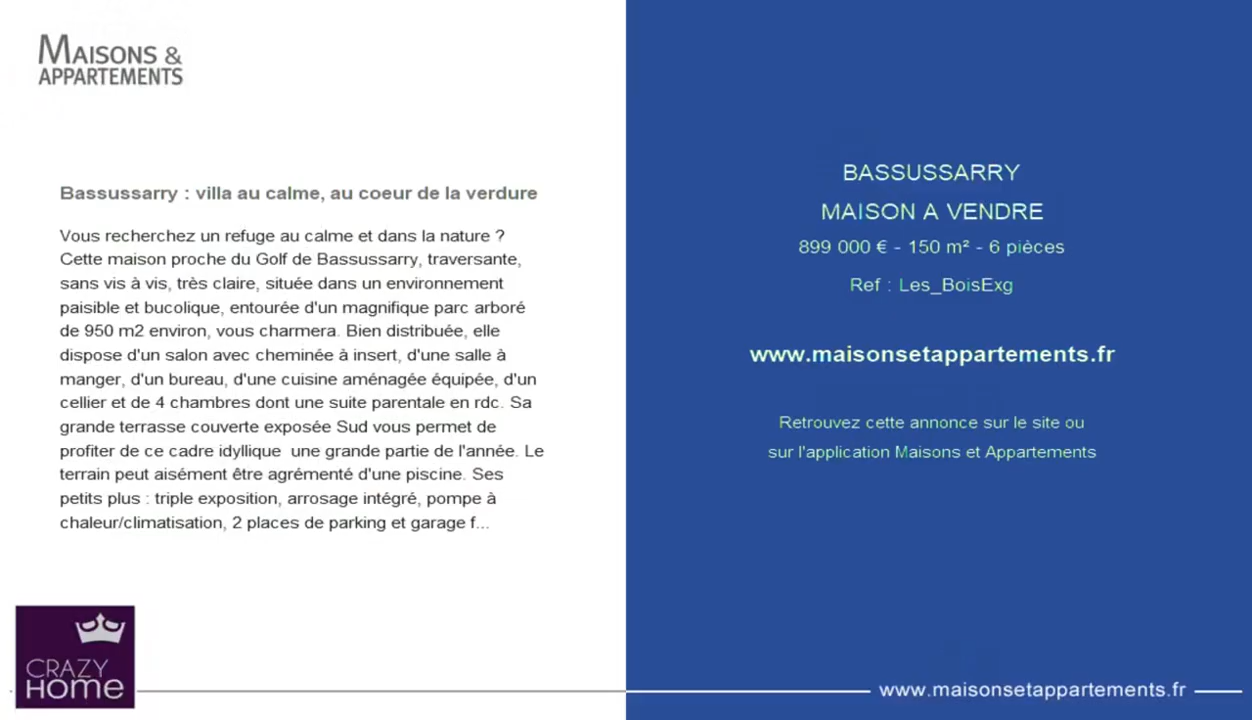 MAISONS &
APPARTEMENTS
Bassussarry : villa au calme, au coeur de la verdure
Vous recherchez un refuge au calme et dans la nature ?
Cette maison proche du Golf de Bassussarry, traversante,
sans vis à vis, très claire, située dans un environnement
paisible et bucolique, entourée d'un magnifique parc arboré
de 950 m2 environ, vous charmera. Bien distribuée, elle
dispose d'un salon avec cheminée à insert, d'une salle à
manger, d'un bureau, d'une cuisine aménagée équipée, d'un
cellier et de 4 chambres dont une suite parentale en rdc. Sa
grande terrasse couverte exposée Sud vous permet de
profiter de ce cadre idyllique  une grande partie de l'année. Le
terrain peut aisément être agrémenté d'une piscine. Ses
petits plus : triple exposition, arrosage intégré, pompe à
chaleur/climatisation, 2 places de parking et garage f...
CRAZY
HOME
BASSUSSARRY
MAISON A VENDRE
899 000 € - 150 m² - 6 pièces
Ref : Les_BoisExg
www.maisonsetappartements.fr
Retrouvez cette annonce sur le site ou
sur l'application Maisons et Appartements
www.maisonsetappartements.fr